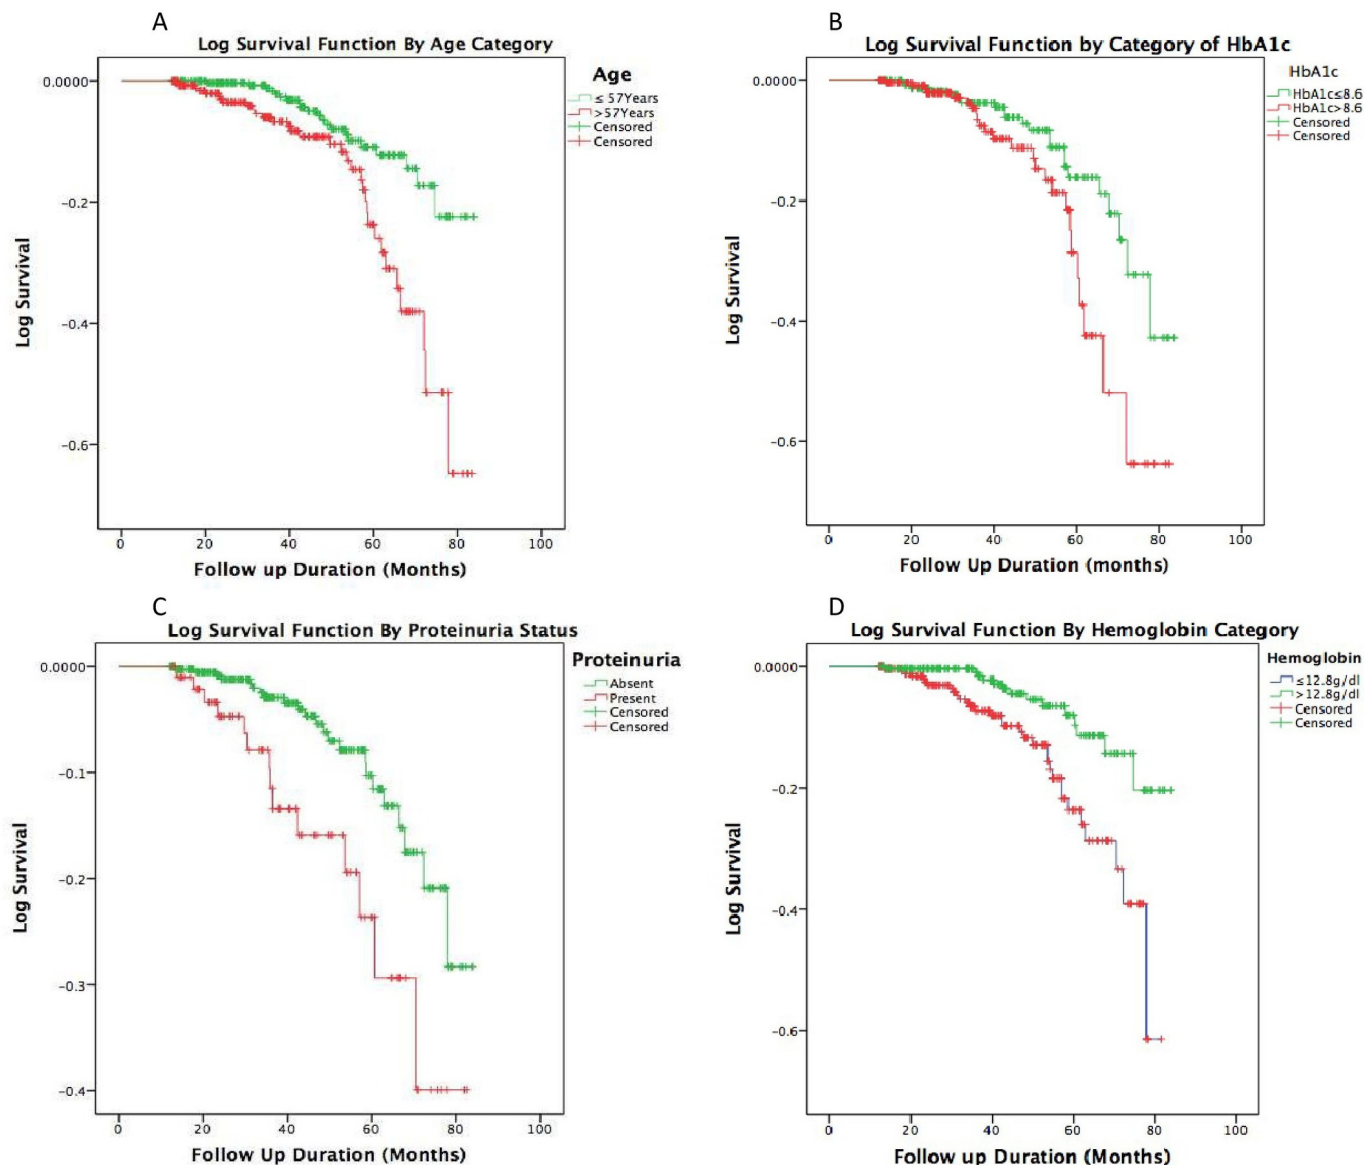 A
Log Survival Function By Age Category
0.0000
-0.2
-0.4
-0.6
Log Survival
0 20 40 60 80 100
Follow up Duration (Months)
Age
≤ 57Years
>57Years
Censored
Censored
B
Log Survival Function by Category of HbA1c
0.0000
-0.2
-0.4
-0.6
Log Survival
0 20 40 60 80 100
Follow Up Duration (months)
HbA1c
HbA1c≤8.6
HbA1c>8.6
Censored
Censored
C
Log Survival Function By Proteinuria Status
0.0000
-0.1
-0.2
-0.3
-0.4
Log Survival
0 20 40 60 80 100
Follow Up Duration (Months)
Proteinuria
Absent
Present
Censored
Censored
D
Log Survival Function By Hemoglobin Category
0.0000
-0.2
-0.4
-0.6
Log Survival
0 20 40 60 80 100
Follow Up Duration (Months)
Hemoglobin
≤12.8g/dl
>12.8g/dl
Censored
Censored